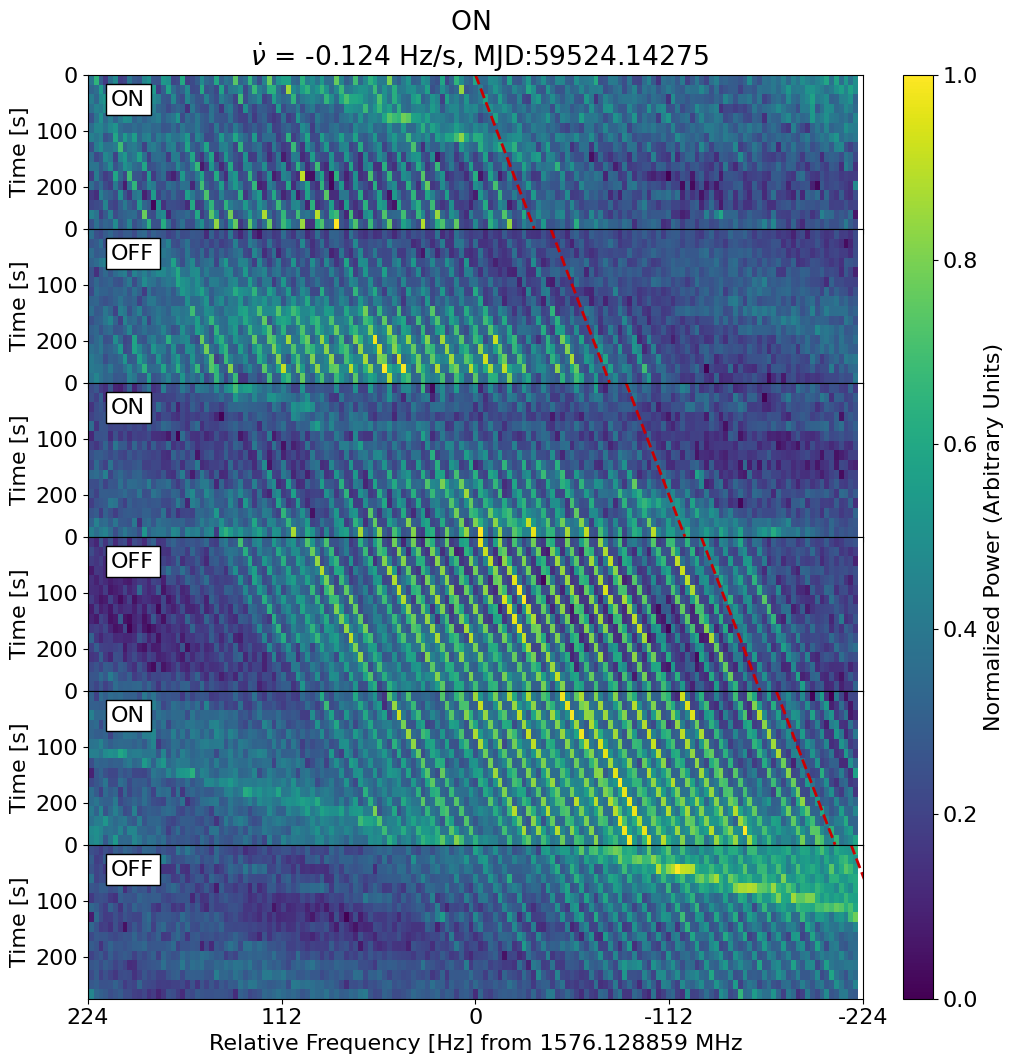 ON
ν̇ = -0.124 Hz/s, MJD:59524.14275
0
ON
100
200
Time [s]
0
OFF
100
200
Time [s]
0
ON
100
200
Time [s]
0
OFF
100
200
Time [s]
0
ON
100
200
Time [s]
0
OFF
100
200
Time [s]
224 112 0 -112 -224
Relative Frequency [Hz] from 1576.128859 MHz
1.0
0.8
0.6
0.4
0.2
0.0
Normalized Power (Arbitrary Units)